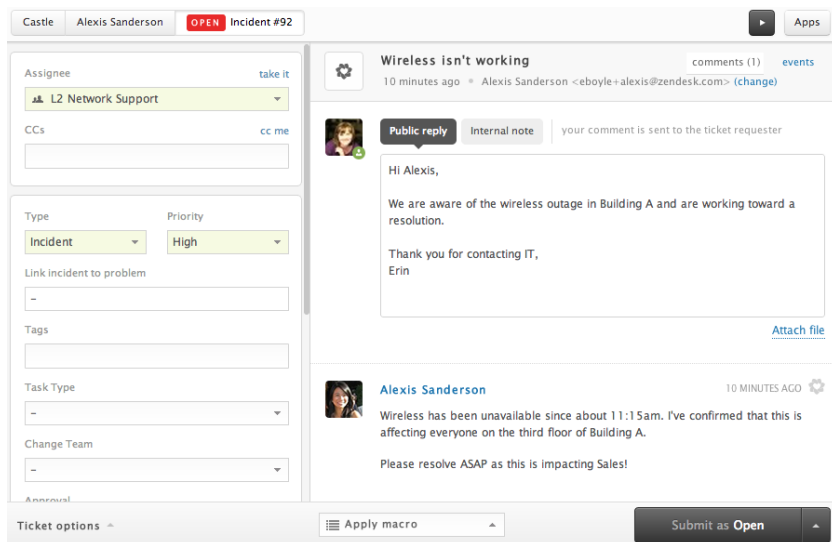 Castle Alexis Sanderson OPEN Incident #92 Apps
Assignee take it
L2 Network Support
CCs cc me
Type Priority
Incident High
Link incident to problem
–
Tags
Task Type
–
Change Team
–
Approval
Ticket options
Wireless isn't working comments (1) events
10 minutes ago Alexis Sanderson <eboyle+alexis@zendesk.com> (change)
Public reply Internal note your comment is sent to the ticket requester
Hi Alexis,
We are aware of the wireless outage in Building A and are working toward a
resolution.
Thank you for contacting IT,
Erin
Attach file
Alexis Sanderson 10 MINUTES AGO
Wireless has been unavailable since about 11:15am. I've confirmed that this is
affecting everyone on the third floor of Building A.
Please resolve ASAP as this is impacting Sales!
Apply macro Submit as Open